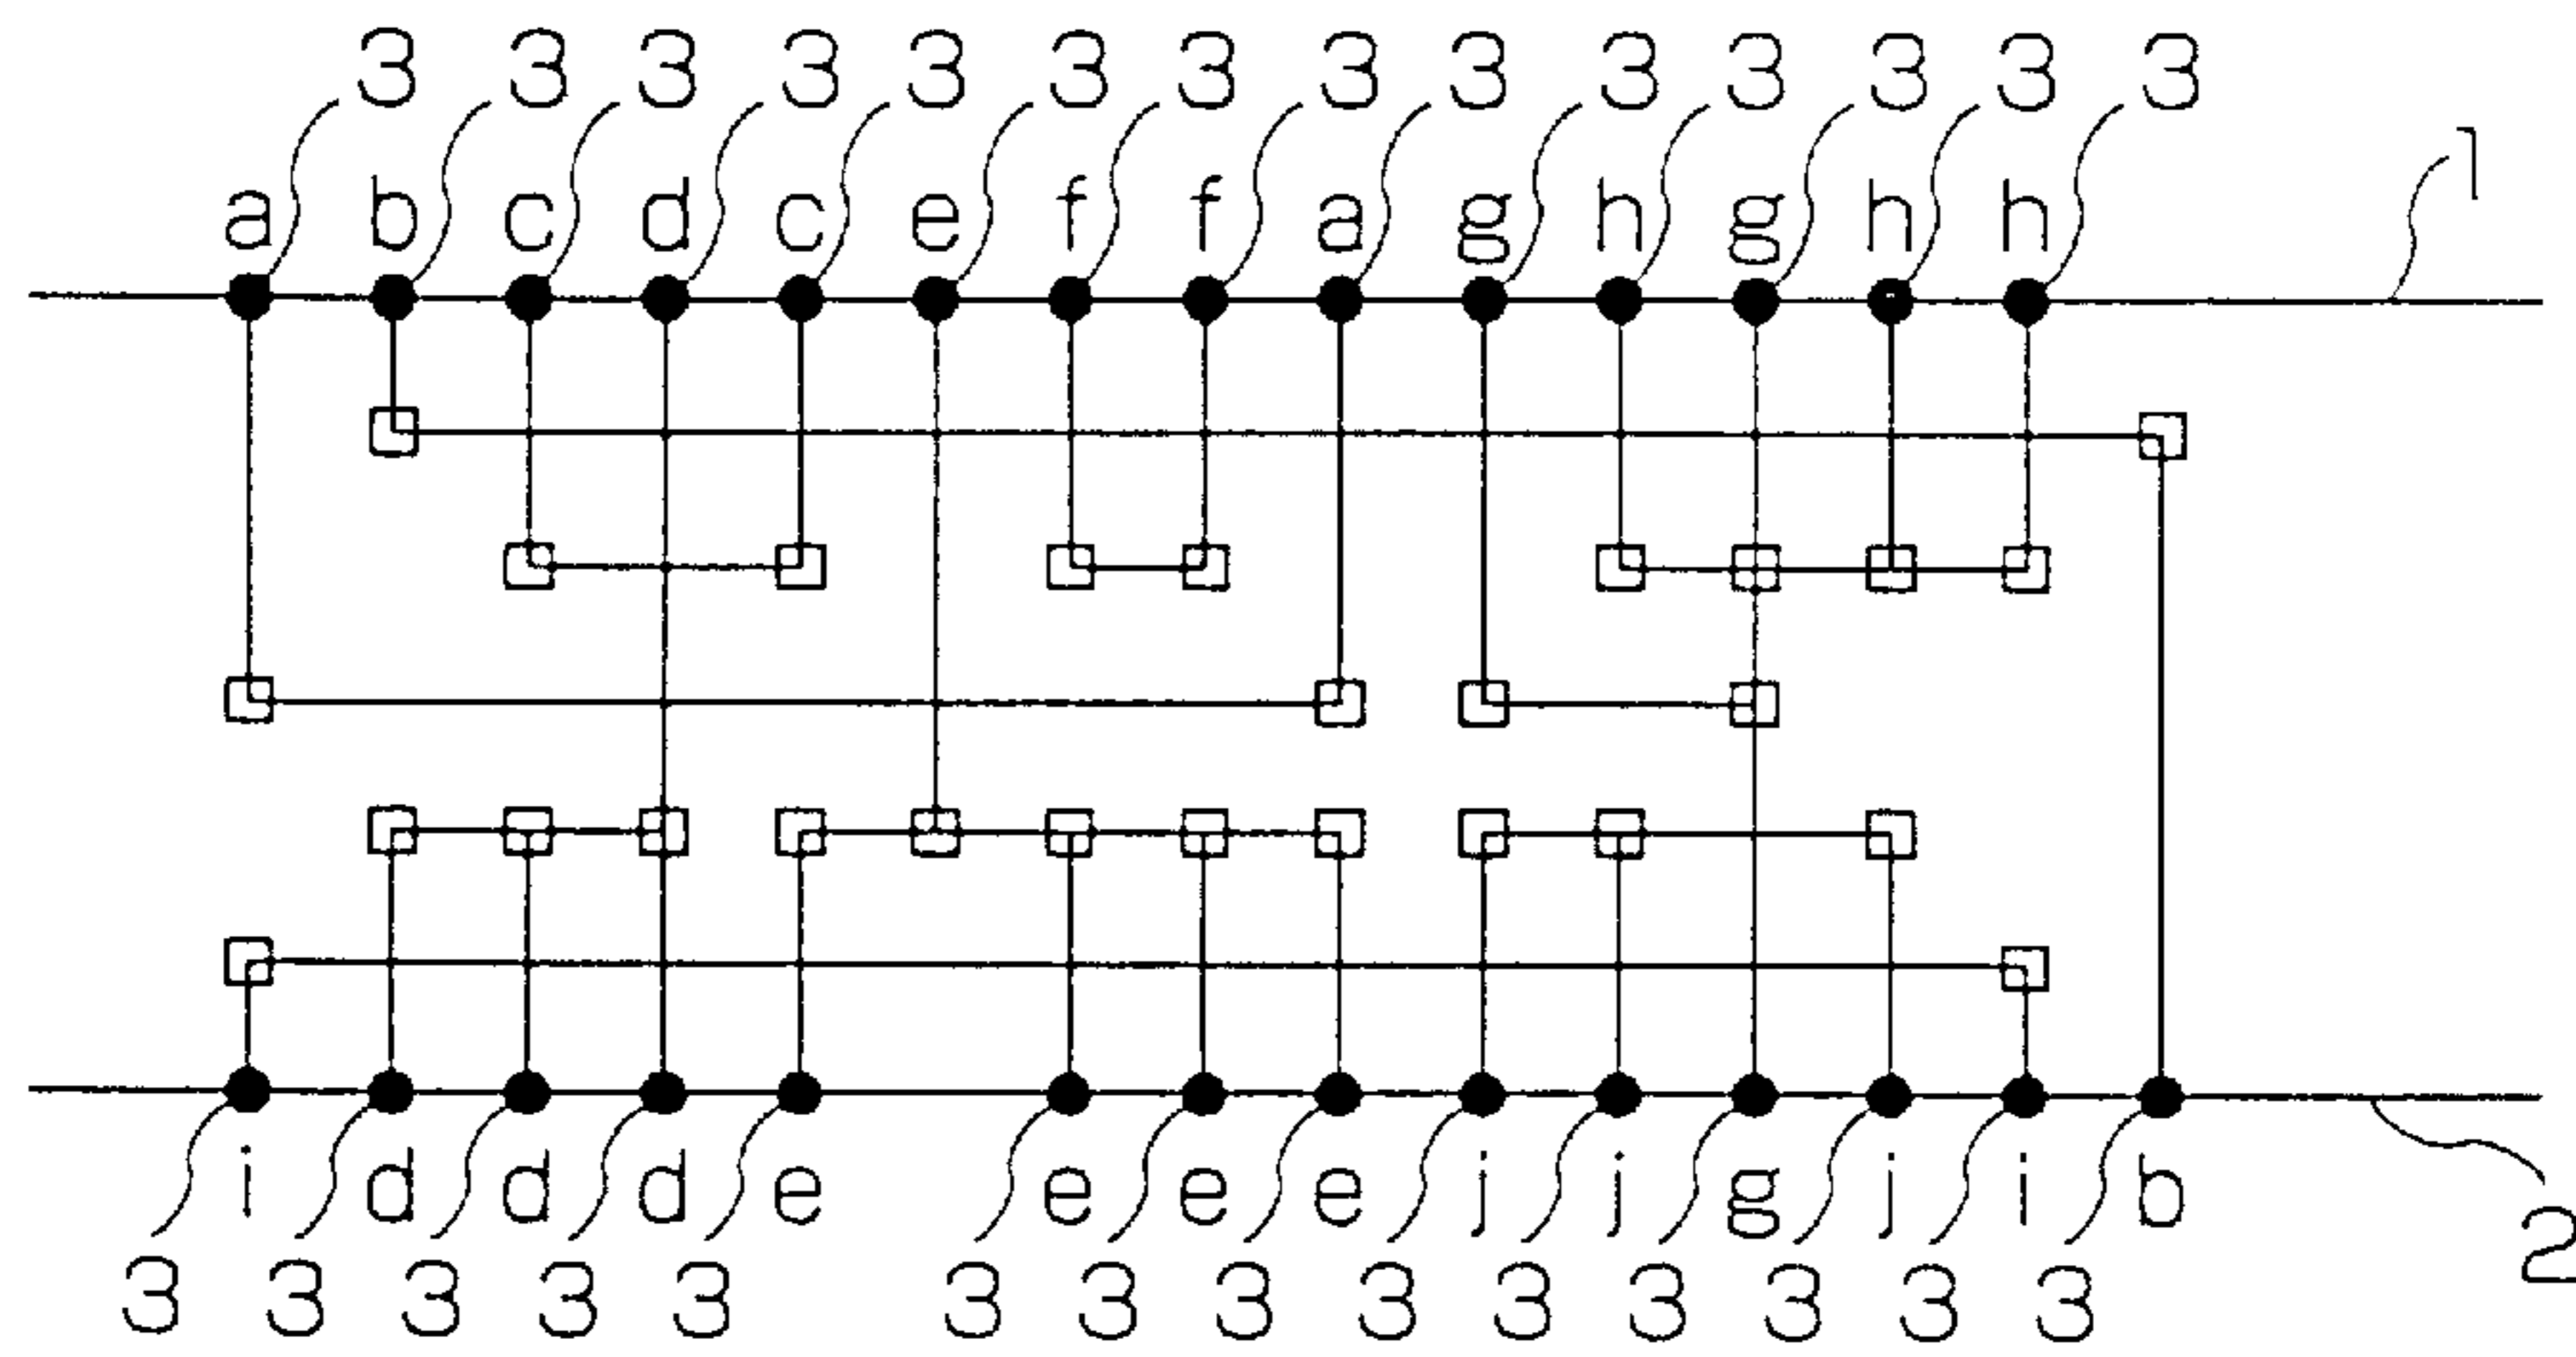 3 3 3 3 3 3 3 3 3 3 3 3 3 3
1
a b c d c e f f a g h g h h
i d d d e e e e j j g j i b
2
3 3 3 3 3 3 3 3 3 3 3 3 3 3